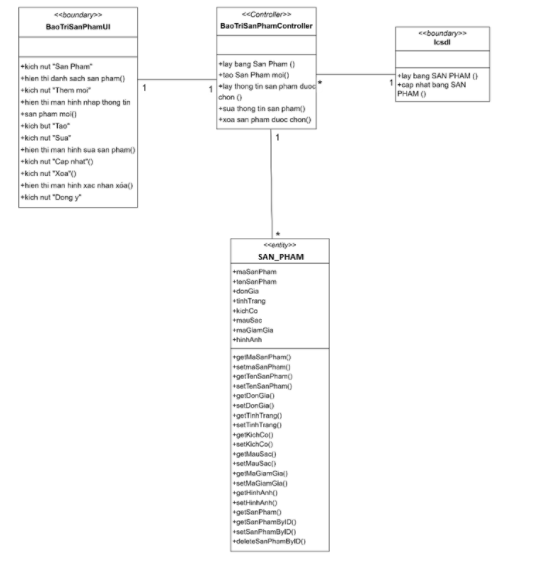 <<boundary>>
BaoTriSanPhamUI
+kich nut "San Pham"
+hien thi danh sach san pham()
+kich nut "Them moi"
+hien thi man hinh nhap thong tin
+san pham moi()
+kich but "Tao"
+kich nut "Sua"
+hien thi man hinh sua san pham()
+kich nut "Cap nhat"()
+kich nut "Xoa"()
+hien thi man hinh xac nhan xóa()
+kich nut "Dong y"
1
1
<<Controller>>
BaoTriSanPhamController
+lay bang San Pham ()
+tao San Pham moi()
+lay thong tin san pham duoc
chon ()
+sua thong tin san pham()
+xoa san pham duoc chon()
*
1
<<boundary>>
Icsdl
+lay bang SAN PHAM ()
+cap nhat bang SAN
PHAM ()
1
*
<<entity>>
SAN_PHAM
+maSanPham
+tenSanPham
+donGia
+tinhTrang
+kichCo
+mauSac
+maGiamGia
+hinhAnh
+getMaSanPham()
+setmaSanPham()
+getTenSanPham()
+setTenSanPham()
+getDonGia()
+setDonGia()
+getTinhTrang()
+setTinhTrang()
+getKichCo()
+setKichCo()
+getMauSac()
+setMauSac()
+getMaGiamGia()
+setMaGiamGia()
+getHinhAnh()
+setHinhAnh()
+getSanPham()
+getSanPhamByID()
+setSanPhamByID()
+deleteSanPhamByID()